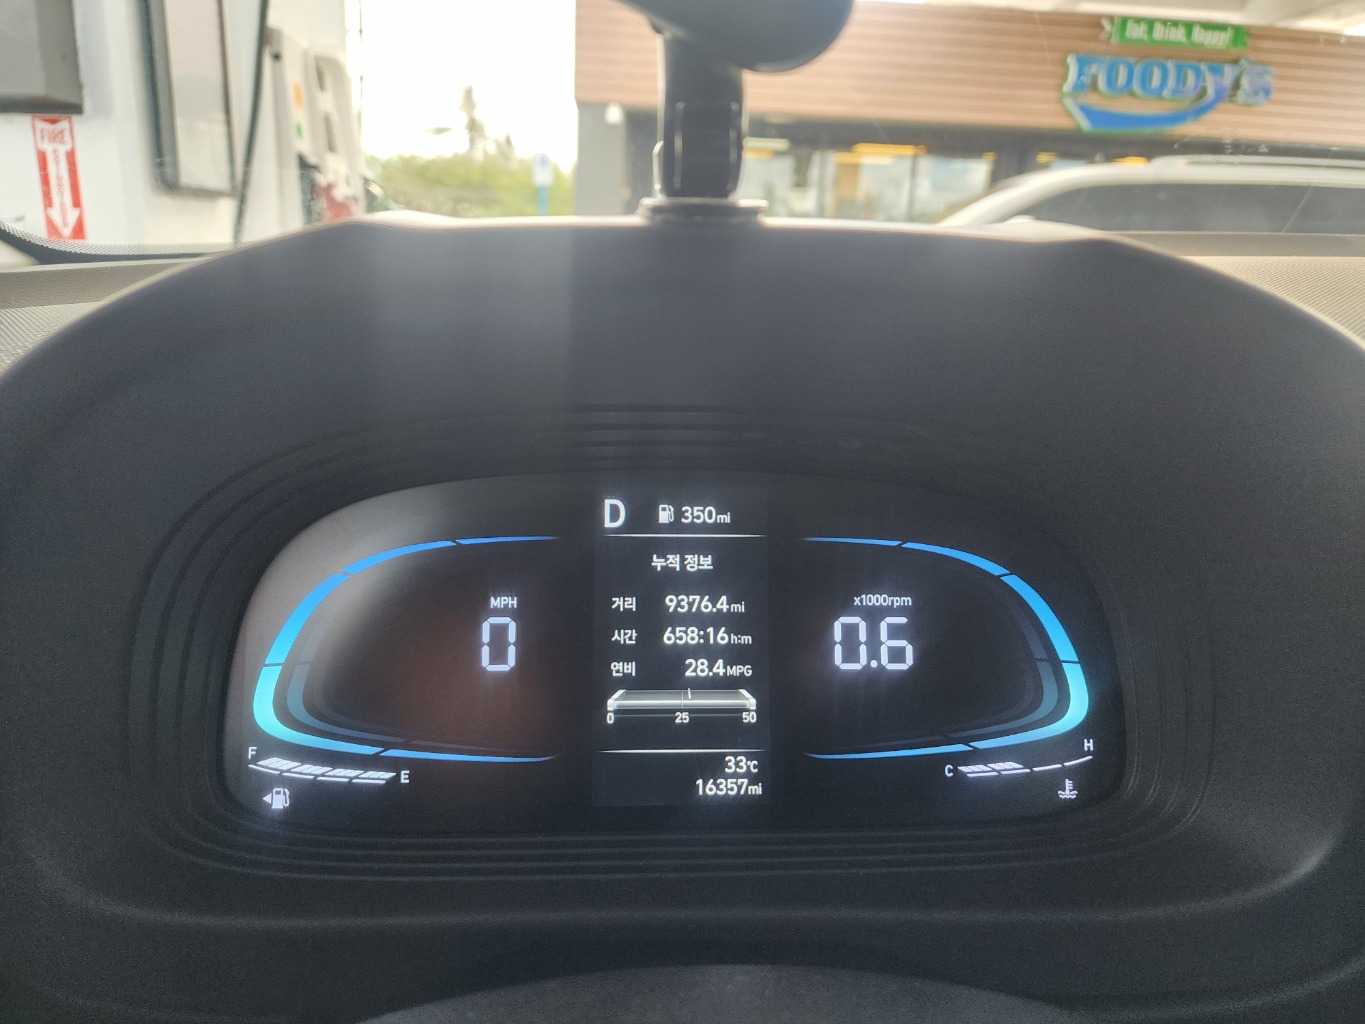 Eat, Drink, Happy!
FOODY'S
FIRE
D 350mi
누적 정보
거리 9376.4mi
시간 658:16h:m
연비 28.4MPG
0 25 50
33℃
16357mi
MPH
0
F E
x1000rpm
0.6
C H